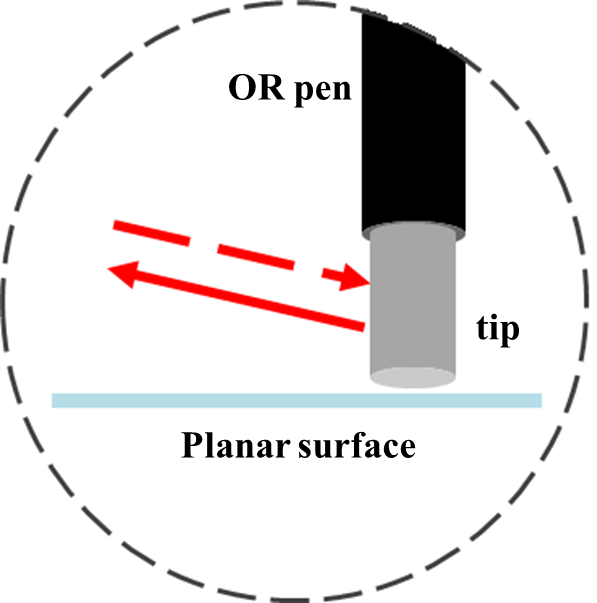 OR pen
tip
Planar surface